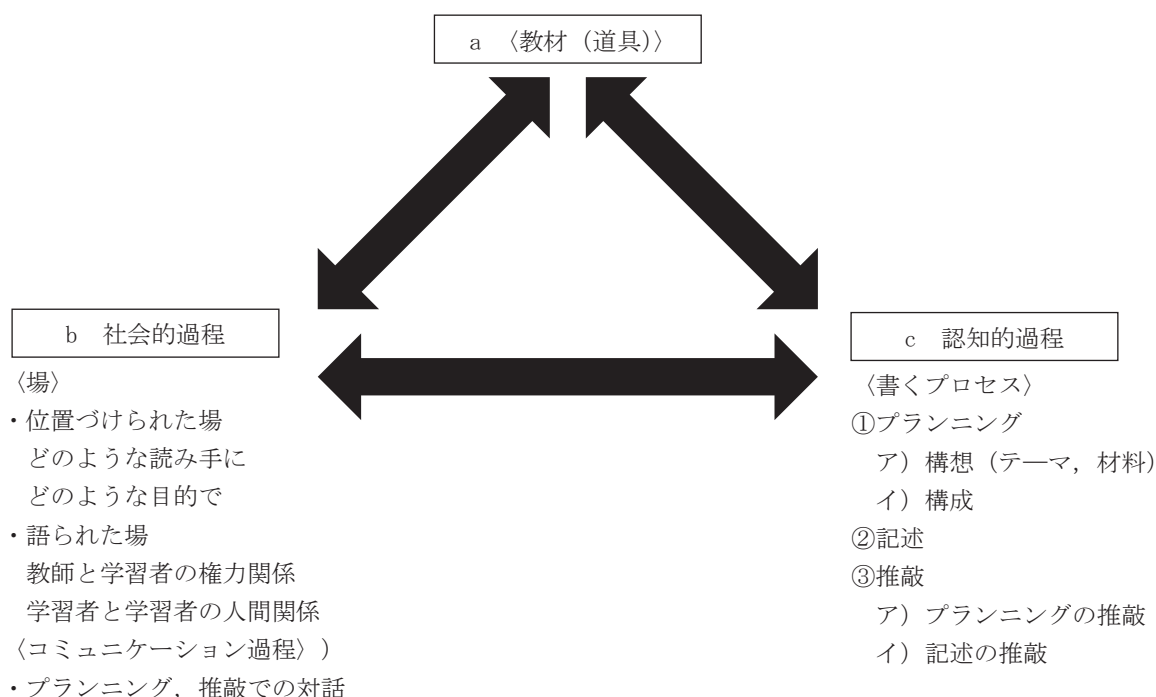 a 〈教材（道具）〉
b 社会的過程
〈場〉
・位置づけられた場
どのような読み手に
どのような目的で
・語られた場
教師と学習者の権力関係
学習者と学習者の人間関係
〈コミュニケーション過程〉）
・プランニング，推敲での対話
c 認知的過程
〈書くプロセス〉
①プランニング
ア）構想（テ―マ，材料）
イ）構成
②記述
③推敲
ア）プランニングの推敲
イ）記述の推敲